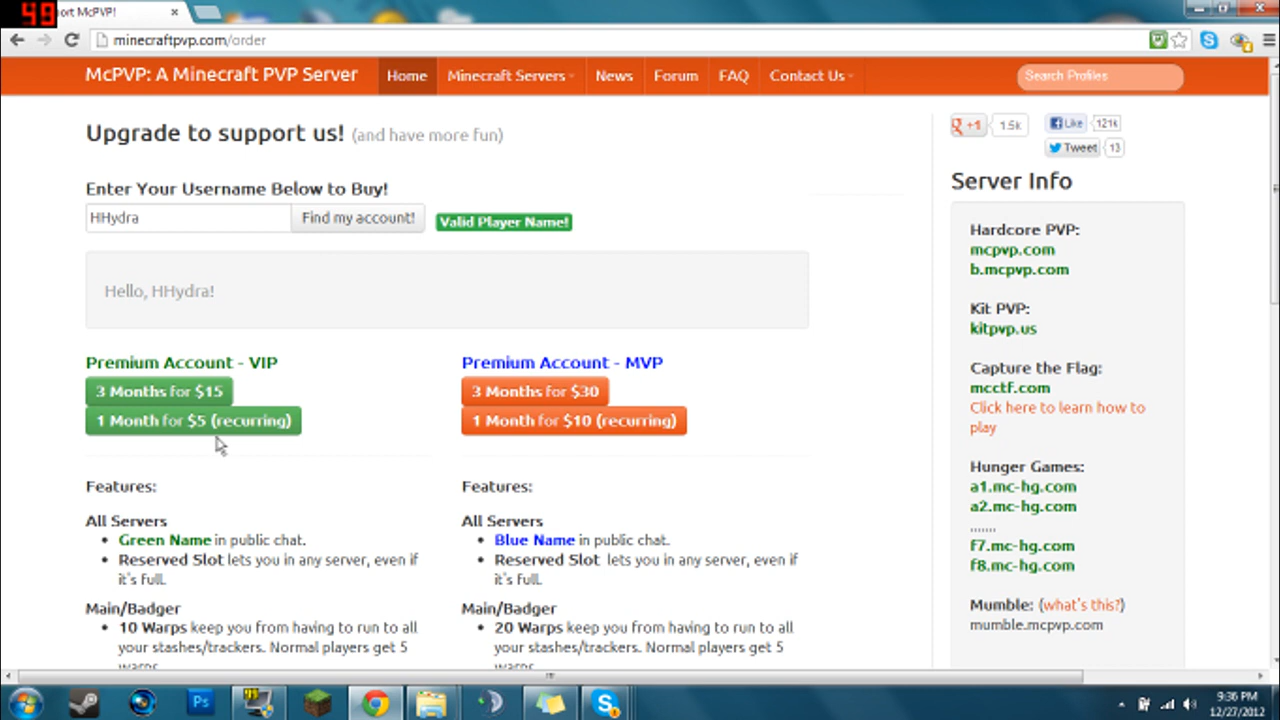 49
ort McPVP!
minecraftpvp.com/order
McPVP: A Minecraft PVP Server
Home
Minecraft Servers
News
Forum
FAQ
Contact Us
Search Profiles
Upgrade to support us! (and have more fun)
+1
1.5k
Like
121k
Tweet
13
Enter Your Username Below to Buy!
HHydra
Find my account!
Valid Player Name!
Hello, HHydra!
Premium Account - VIP
3 Months for $15
1 Month for $5 (recurring)
Features:
All Servers
Green Name in public chat.
Reserved Slot lets you in any server, even if
it's full.
Main/Badger
10 Warps keep you from having to run to all
your stashes/trackers. Normal players get 5
warps
Premium Account - MVP
3 Months for $30
1 Month for $10 (recurring)
Features:
All Servers
Blue Name in public chat.
Reserved Slot lets you in any server, even if
it's full.
Main/Badger
20 Warps keep you from having to run to all
your stashes/trackers. Normal players get 5
warps
Server Info
Hardcore PVP:
mcpvp.com
b.mcpvp.com
Kit PVP:
kitpvp.us
Capture the Flag:
mcctf.com
Click here to learn how to
play
Hunger Games:
a1.mc-hg.com
a2.mc-hg.com
.......
f7.mc-hg.com
f8.mc-hg.com
Mumble: (what's this?)
mumble.mcpvp.com
Ps
9:36 PM
12/27/2012